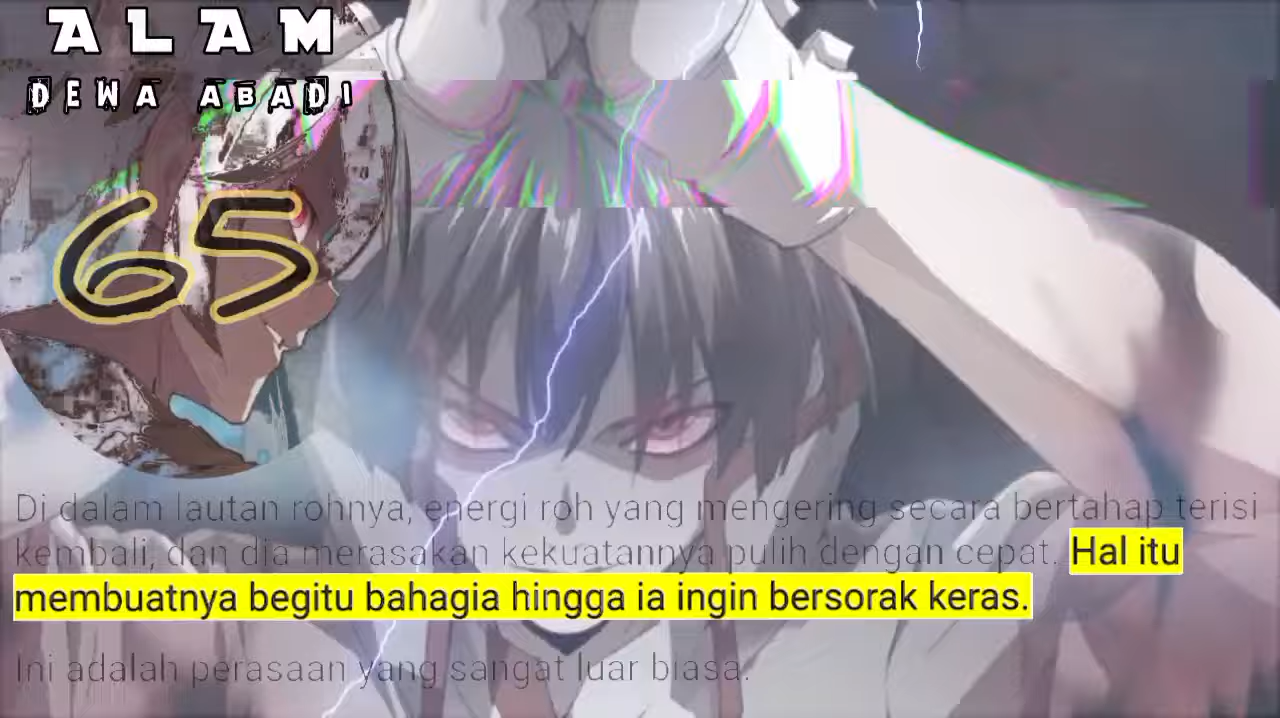 ALAM
DEWA ABADI
65
Di dalam lautan rohnya, energi roh yang mengering secara bertahap terisi
kembali, dan dia merasakan kekuatannya pulih dengan cepat. Hal itu
membuatnya begitu bahagia hingga ia ingin bersorak keras.
Ini adalah perasaan yang sangat luar biasa.